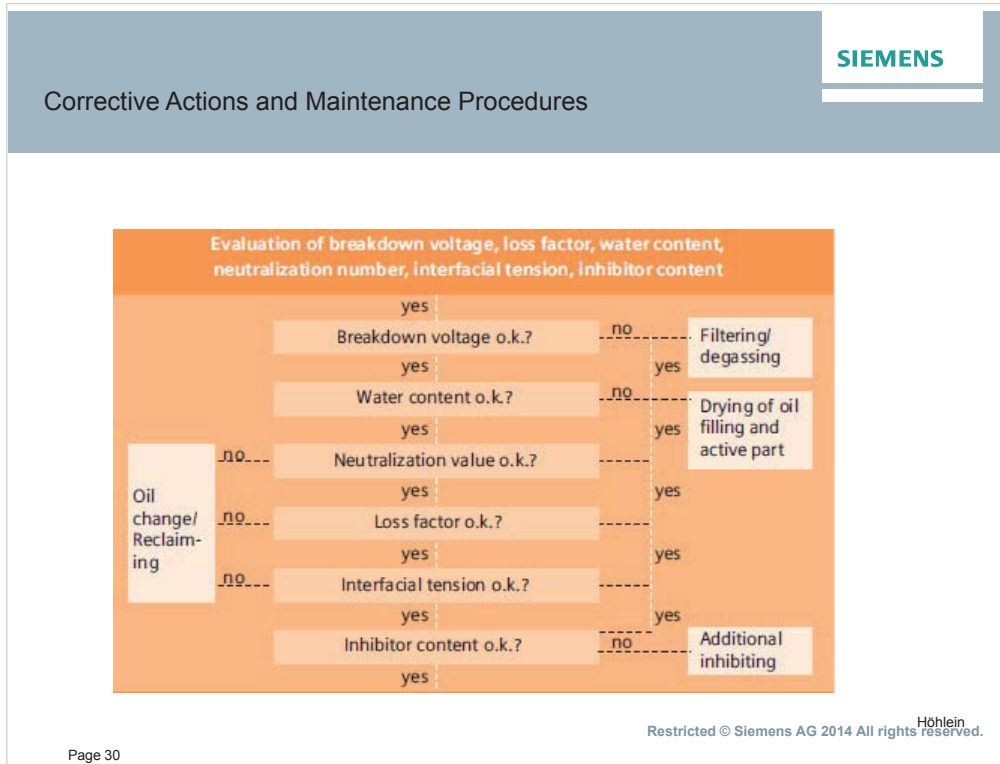 SIEMENS
Corrective Actions and Maintenance Procedures
Evaluation of breakdown voltage, loss factor, water content,
neutralization number, interfacial tension, inhibitor content
yes
Breakdown voltage o.k.?
no
Filtering/
degassing
yes
yes
Water content o.k.?
no
Drying of oil
filling and
active part
yes
yes
no
Neutralization value o.k.?
Oil
change/
Reclaim-
ing
yes
yes
no
Loss factor o.k.?
yes
yes
no
Interfacial tension o.k.?
yes
yes
Inhibitor content o.k.?
no
Additional
inhibiting
yes
Höhlein
Restricted © Siemens AG 2014 All rights reserved.
Page 30